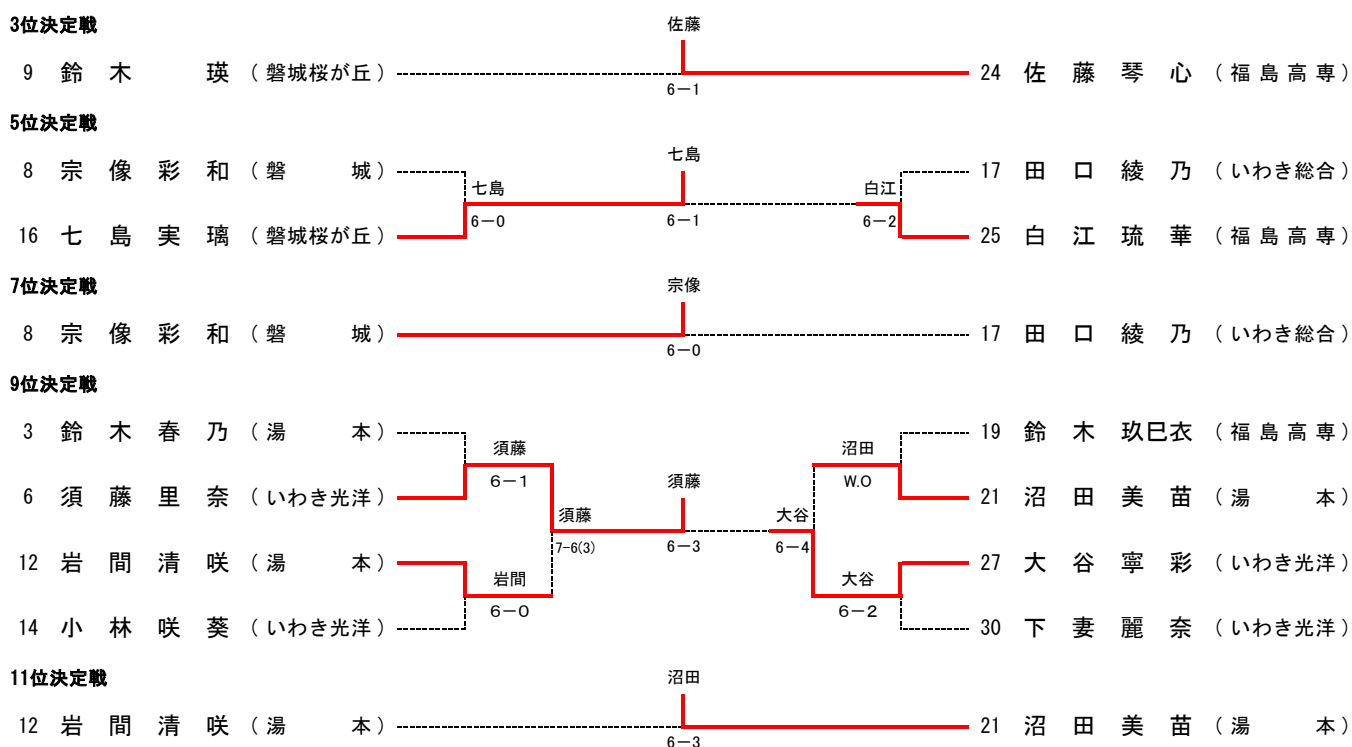 3位決定戦
佐藤
9 鈴木 瑛 (磐城桜が丘) 24 佐藤琴心 (福島高専)
6-1
5位決定戦
七島
8 宗像彩和 (磐城) 17 田口綾乃 (いわき総合)
七島 白江
6-0 6-1 6-2
16 七島実璃 (磐城桜が丘) 25 白江琉華 (福島高専)
7位決定戦
宗像
8 宗像彩和 (磐城) 17 田口綾乃 (いわき総合)
6-0
9位決定戦
3 鈴木春乃 (湯本) 19 鈴木玖巳衣 (福島高専)
須藤 沼田
6-1 須藤 W.O
6 須藤里奈 (いわき光洋) 21 沼田美苗 (湯本)
須藤 大谷
7-6(3) 6-3 6-4
12 岩間清咲 (湯本) 27 大谷寧彩 (いわき光洋)
岩間 大谷
6-0 6-2
14 小林咲葵 (いわき光洋) 30 下妻麗奈 (いわき光洋)
11位決定戦
沼田
12 岩間清咲 (湯本) 21 沼田美苗 (湯本)
6-3